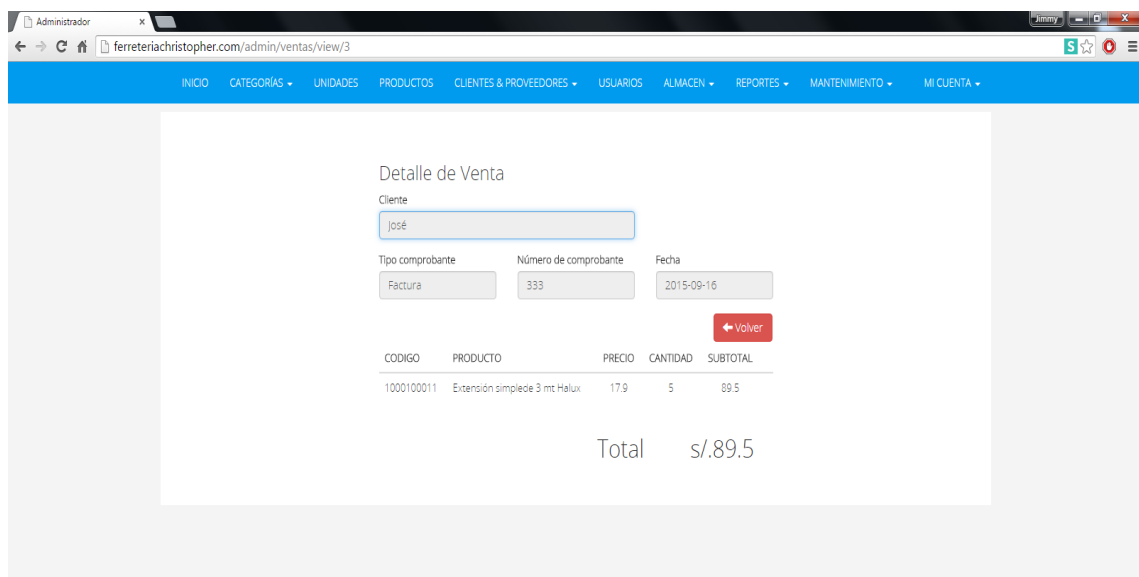 Administrador × Jimmy
ferreteriachristopher.com/admin/ventas/view/3 S
INICIO CATEGORÍAS UNIDADES PRODUCTOS CLIENTES & PROVEEDORES USUARIOS ALMACEN REPORTES MANTENIMIENTO MI CUENTA
Detalle de Venta
Cliente
José
Tipo comprobante Número de comprobante Fecha
Factura 333 2015-09-16
Volver
CODIGO PRODUCTO PRECIO CANTIDAD SUBTOTAL
1000100011 Extensión simplede 3 mt Halux 17.9 5 89.5
Total s/.89.5